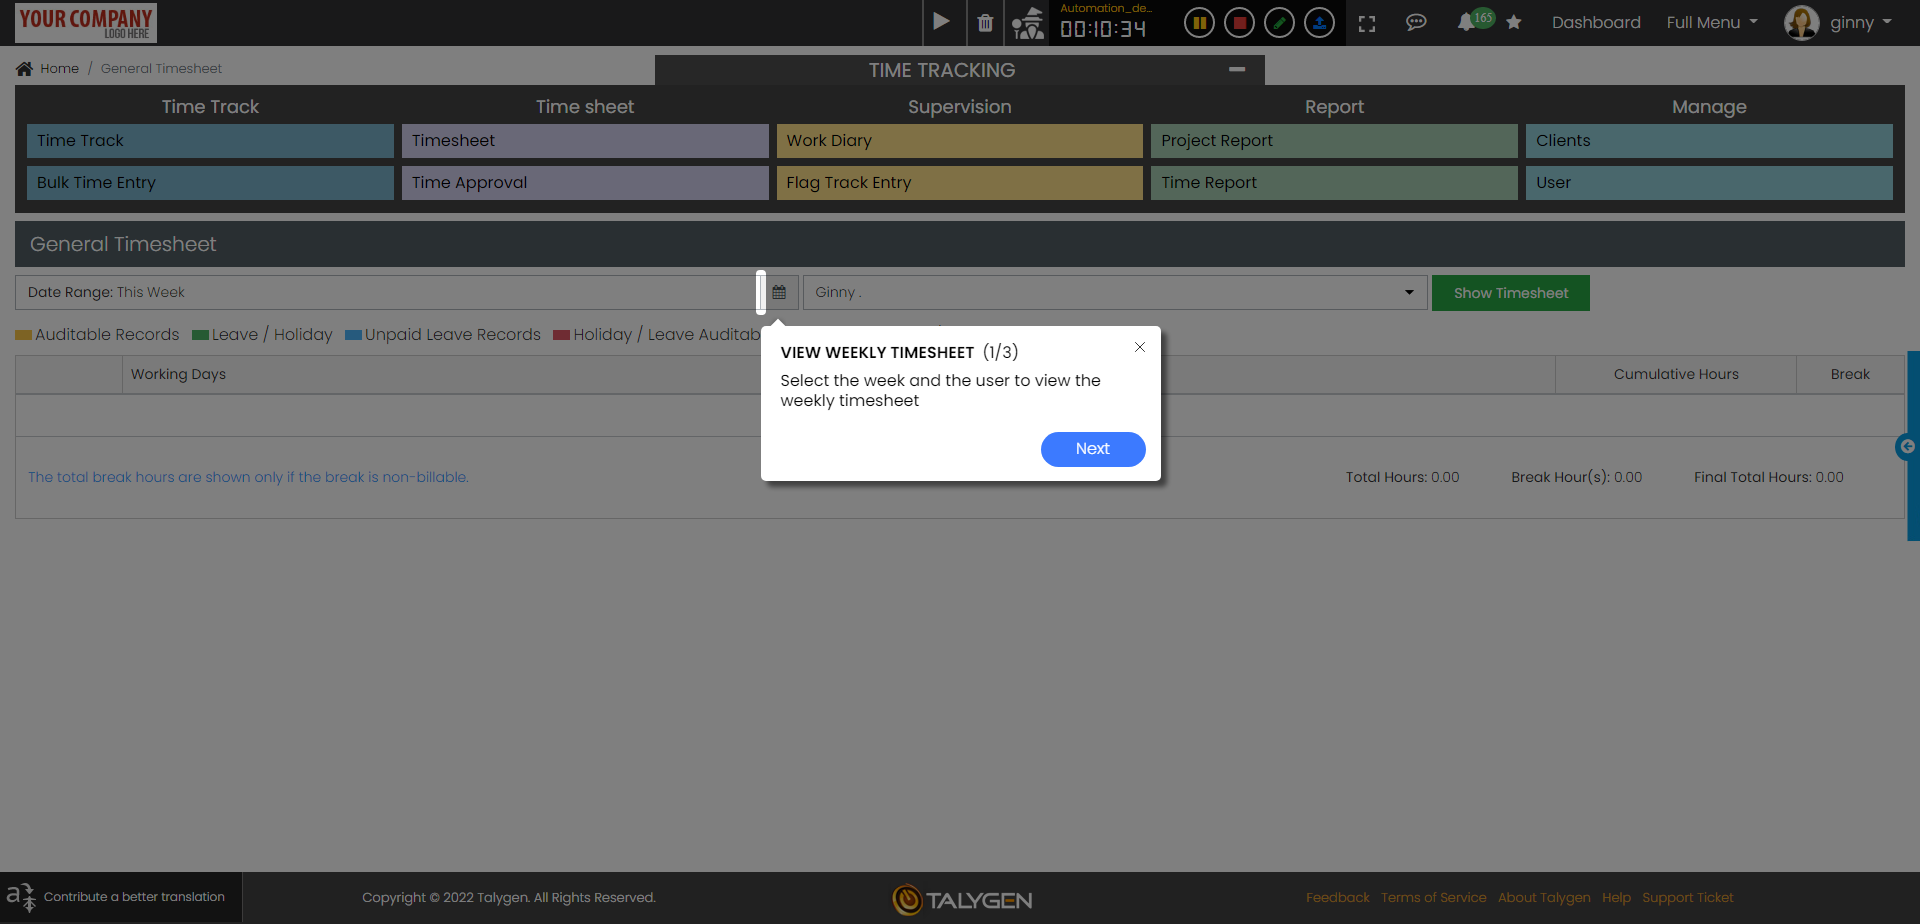 YOUR COMPANY
LOGO HERE
Automation_de...
00:10:34
165
Dashboard
Full Menu
ginny
Home / General Timesheet
TIME TRACKING
Time Track
Time sheet
Supervision
Report
Manage
Time Track
Timesheet
Work Diary
Project Report
Clients
Bulk Time Entry
Time Approval
Flag Track Entry
Time Report
User
General Timesheet
Date Range: This Week
Ginny .
Show Timesheet
Auditable Records
Leave / Holiday
Unpaid Leave Records
Holiday / Leave Auditab
VIEW WEEKLY TIMESHEET (1/3)
Select the week and the user to view the
weekly timesheet
Next
Working Days
Cumulative Hours
Break
The total break hours are shown only if the break is non-billable.
Total Hours: 0.00
Break Hour(s): 0.00
Final Total Hours: 0.00
Contribute a better translation
Copyright © 2022 Talygen. All Rights Reserved.
TALYGEN
Feedback
Terms of Service
About Talygen
Help
Support Ticket